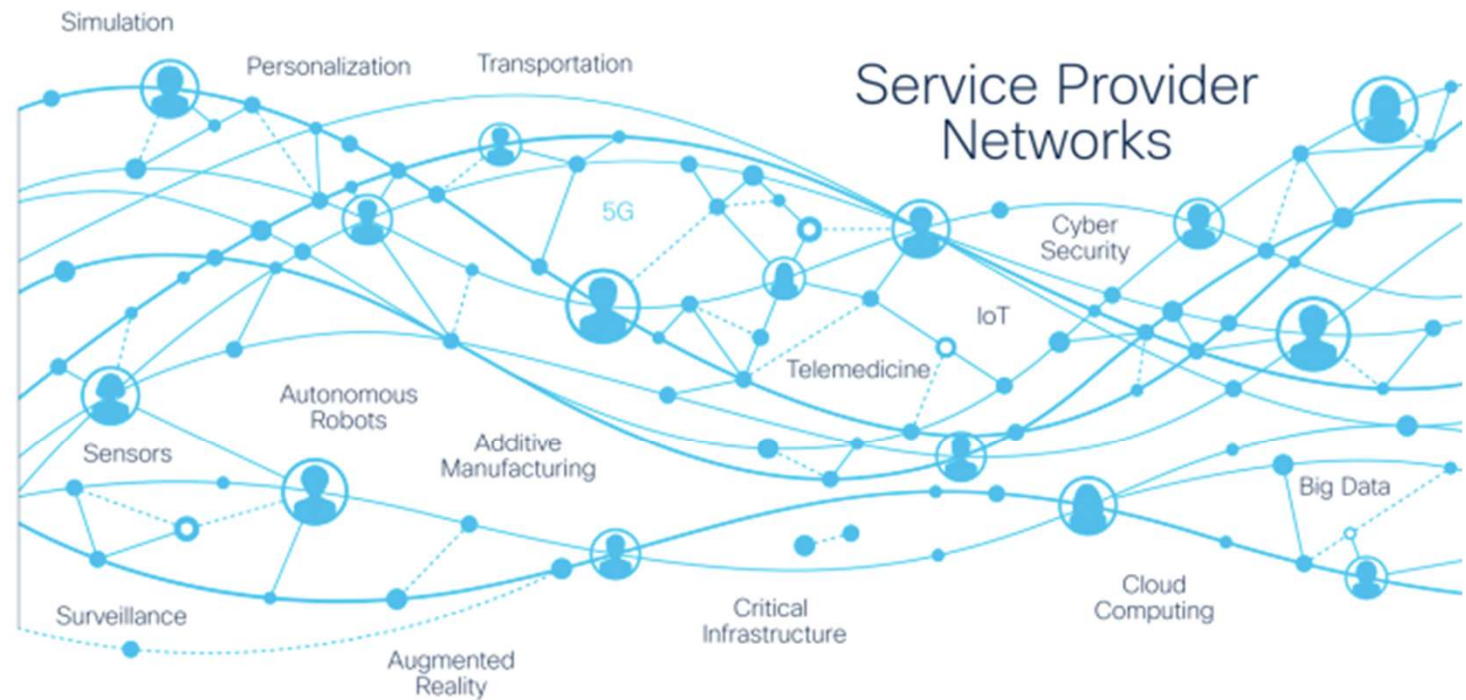 Simulation
Personalization
Transportation
Service Provider
Networks
5G
Cyber
Security
IoT
Telemedicine
Autonomous
Robots
Sensors
Additive
Manufacturing
Big Data
Surveillance
Critical
Infrastructure
Cloud
Computing
Augmented
Reality